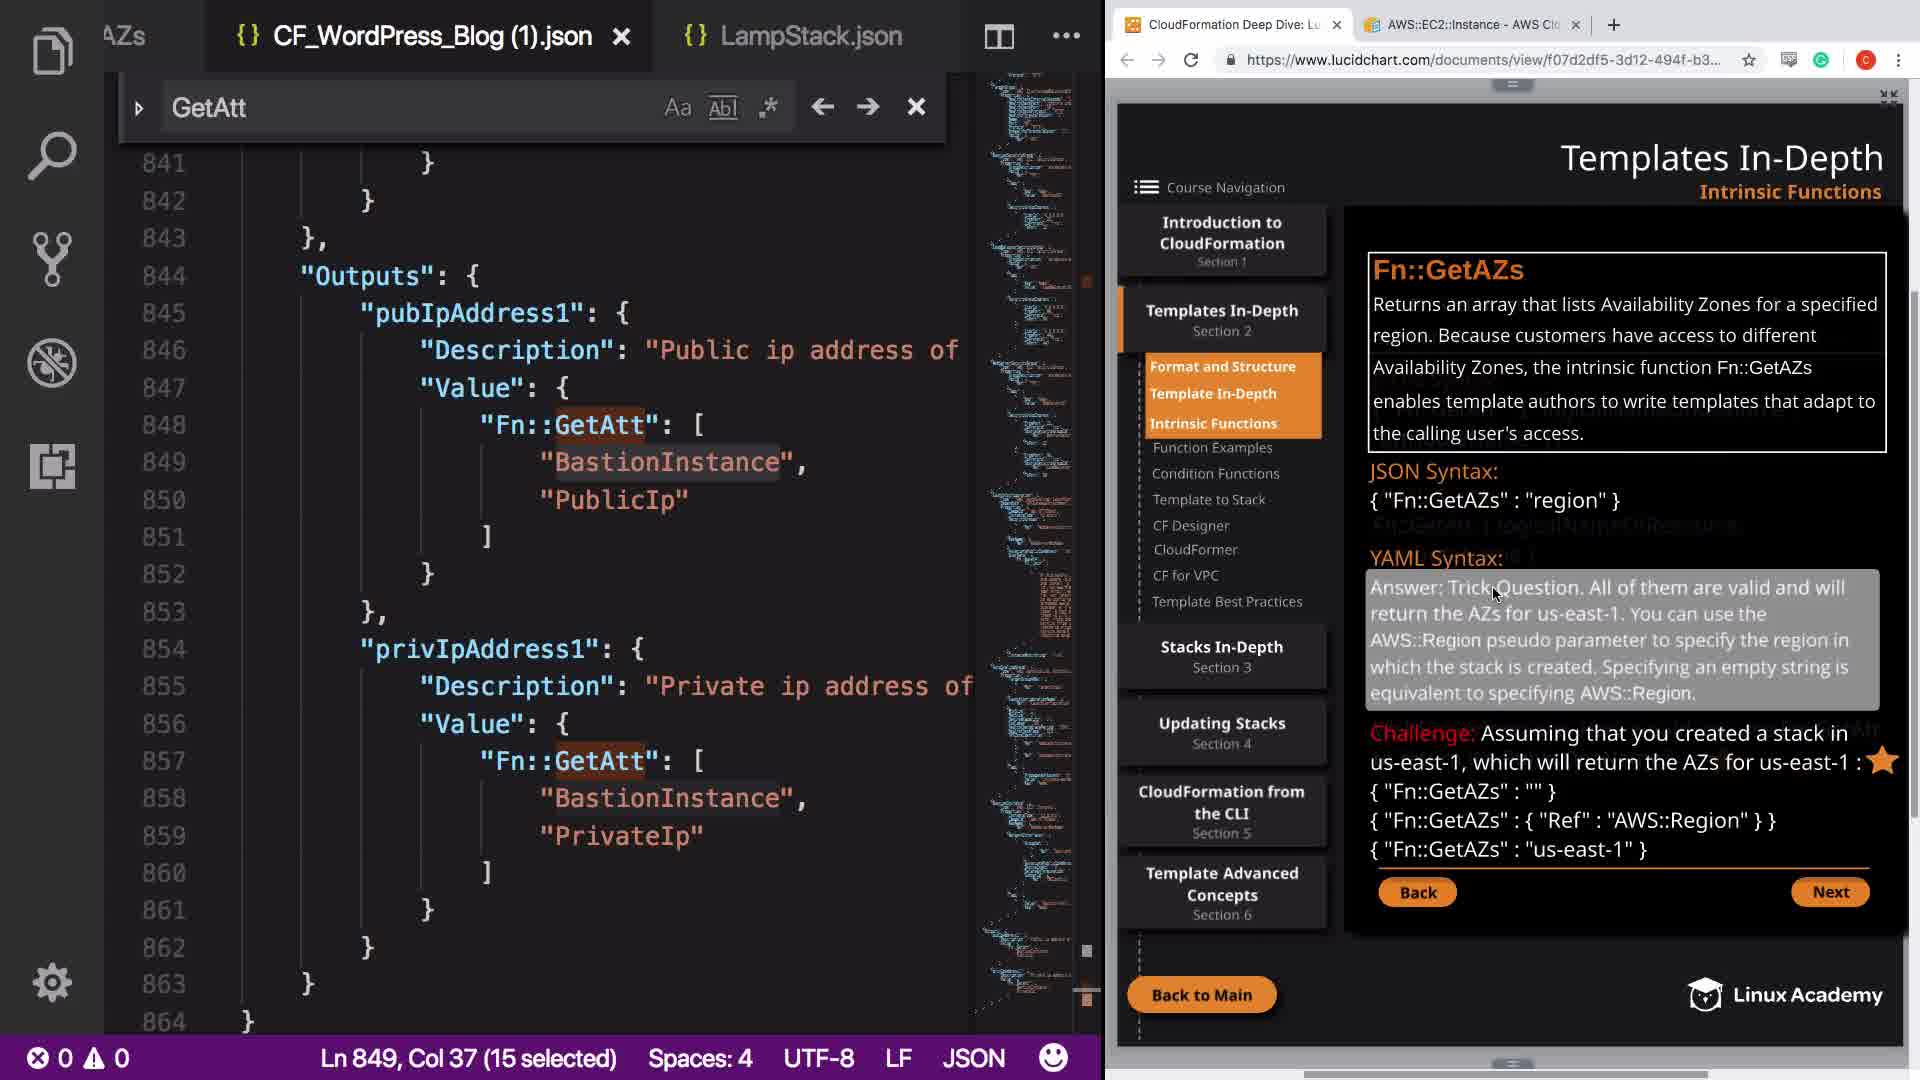 AZs
{ } CF_WordPress_Blog (1).json
{ } LampStack.json
GetAtt
Aa
Abl
.*
841 }
842 }
843 },
844 "Outputs": {
845 "pubIpAddress1": {
846 "Description": "Public ip address of
847 "Value": {
848 "Fn::GetAtt": [
849 "BastionInstance",
850 "PublicIp"
851 ]
852 }
853 },
854 "privIpAddress1": {
855 "Description": "Private ip address of
856 "Value": {
857 "Fn::GetAtt": [
858 "BastionInstance",
859 "PrivateIp"
860 ]
861 }
862 }
863 }
864 }
0 0 Ln 849, Col 37 (15 selected) Spaces: 4 UTF-8 LF JSON
CloudFormation Deep Dive: Lu
AWS::EC2::Instance - AWS Clo
https://www.lucidchart.com/documents/view/f07d2df5-3d12-494f-b3...
C
Templates In-Depth
Intrinsic Functions
Course Navigation
Introduction to
CloudFormation
Section 1
Templates In-Depth
Section 2
Format and Structure
Template In-Depth
Intrinsic Functions
Function Examples
Condition Functions
Template to Stack
CF Designer
CloudFormer
CF for VPC
Template Best Practices
Stacks In-Depth
Section 3
Updating Stacks
Section 4
CloudFormation from
the CLI
Section 5
Template Advanced
Concepts
Section 6
Back to Main
Fn::GetAZs
Returns an array that lists Availability Zones for a specified
region. Because customers have access to different
Availability Zones, the intrinsic function Fn::GetAZs
enables template authors to write templates that adapt to
the calling user's access.
JSON Syntax:
{ "Fn::GetAZs" : "region" }
YAML Syntax:
Answer: Trick Question. All of them are valid and will
return the AZs for us-east-1. You can use the
AWS::Region pseudo parameter to specify the region in
which the stack is created. Specifying an empty string is
equivalent to specifying AWS::Region.
Challenge: Assuming that you created a stack in
us-east-1, which will return the AZs for us-east-1 :
{ "Fn::GetAZs" : "" }
{ "Fn::GetAZs" : { "Ref" : "AWS::Region" } }
{ "Fn::GetAZs" : "us-east-1" }
Back
Next
Linux Academy